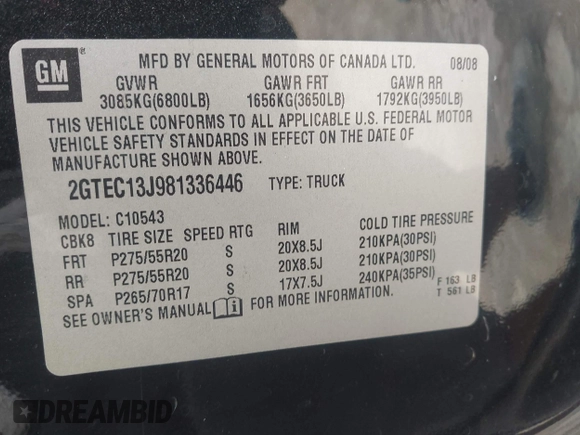 GM
MFD BY GENERAL MOTORS OF CANADA LTD. 08/08
GVWR GAWR FRT GAWR RR
3085KG(6800LB) 1656KG(3650LB) 1792KG(3950LB)
THIS VEHICLE CONFORMS TO ALL APPLICABLE U.S. FEDERAL MOTOR
VEHICLE SAFETY STANDARDS IN EFFECT ON THE DATE OF
MANUFACTURE SHOWN ABOVE.
2GTEC13J981336446 TYPE: TRUCK
MODEL: C10543
CBK8 TIRE SIZE SPEED RTG RIM COLD TIRE PRESSURE
FRT P275/55R20 S 20X8.5J 210KPA(30PSI)
RR P275/55R20 S 20X8.5J 210KPA(30PSI)
SPA P265/70R17 S 17X7.5J 240KPA(35PSI)
F 163 LB
T 561 LB
SEE OWNER'S MANUAL i FOR MORE INFORMATION.
DREAMBID